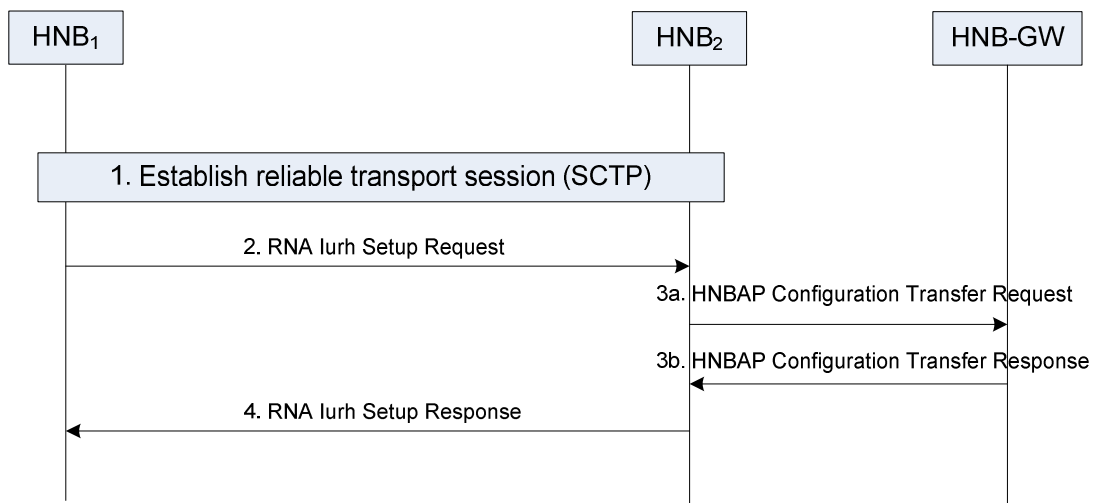 HNB₁
HNB₂
HNB-GW
1. Establish reliable transport session (SCTP)
2. RNA Iurh Setup Request
3a. HNBAP Configuration Transfer Request
3b. HNBAP Configuration Transfer Response
4. RNA Iurh Setup Response